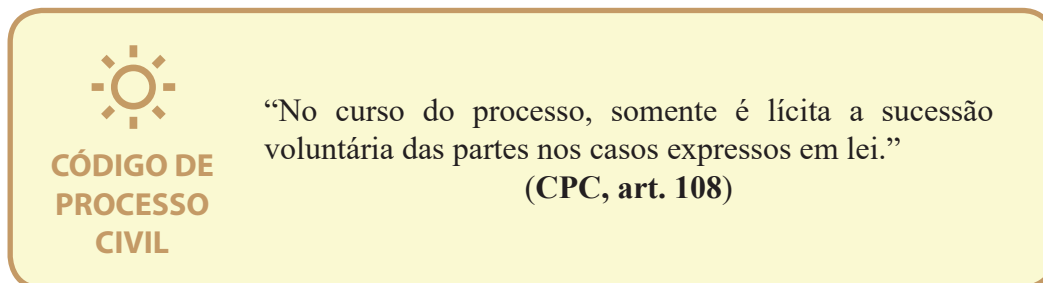 CÓDIGO DE
PROCESSO
CIVIL
“No curso do processo, somente é lícita a sucessão
voluntária das partes nos casos expressos em lei.”
(CPC, art. 108)